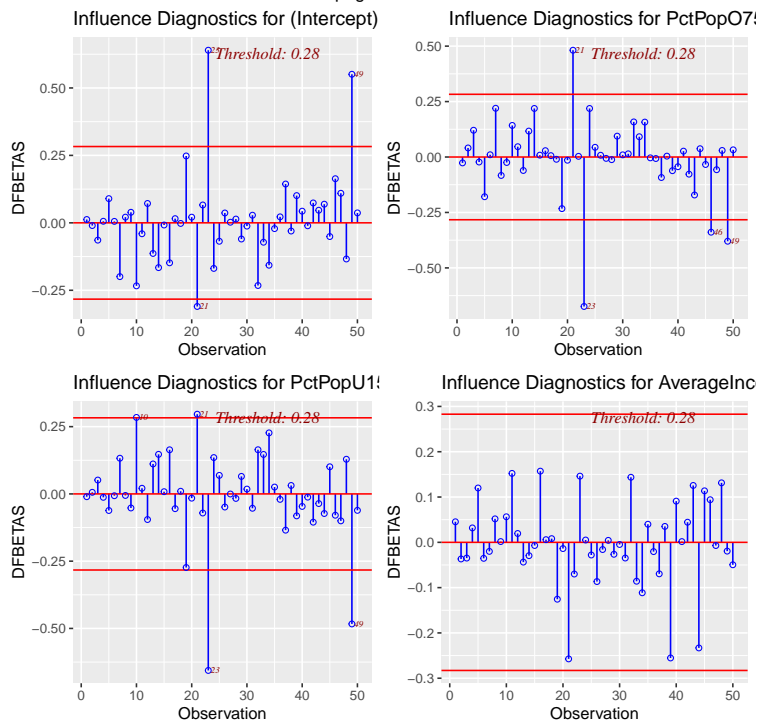 pag
Influence Diagnostics for (Intercept)
Threshold: 0.28
49
21
DFBETAS
0.50
0.25
0.00
−0.25
0 10 20 30 40 50
Observation
Influence Diagnostics for PctPopO75
21
Threshold: 0.28
46
49
23
DFBETAS
0.50
0.25
0.00
−0.25
−0.50
0 10 20 30 40 50
Observation
Influence Diagnostics for PctPopU15
10
21
Threshold: 0.28
49
23
DFBETAS
0.25
0.00
−0.25
−0.50
0 10 20 30 40 50
Observation
Influence Diagnostics for AverageInc
Threshold: 0.28
DFBETAS
0.3
0.2
0.1
0.0
−0.1
−0.2
−0.3
0 10 20 30 40 50
Observation